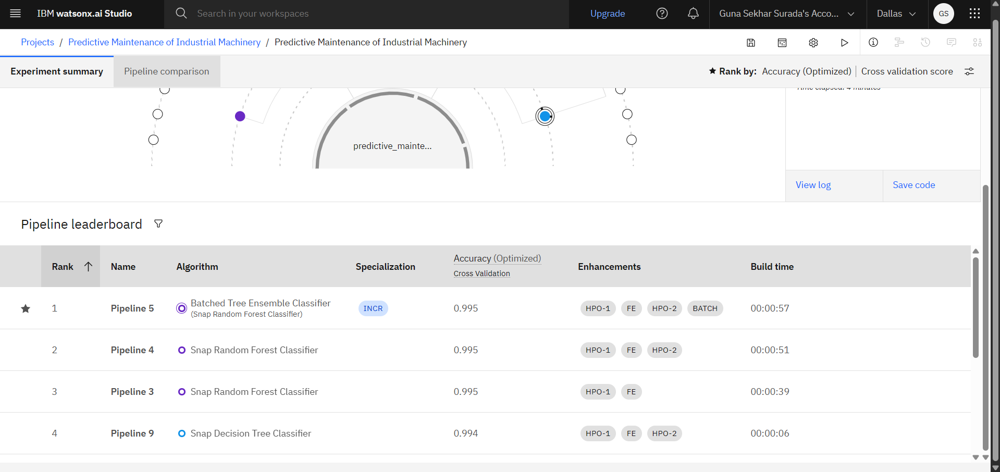 IBM watsonx.ai Studio
Search in your workspaces
Upgrade
Guna Sekhar Surada's Acco...
Dallas
GS
Projects / Predictive Maintenance of Industrial Machinery / Predictive Maintenance of Industrial Machinery
Experiment summary
Pipeline comparison
Rank by: Accuracy (Optimized) | Cross validation score
Time elapsed: 4 minutes
predictive_mainte...
View log
Save code
Pipeline leaderboard
Rank Name Algorithm Specialization Accuracy (Optimized) Enhancements Build time
Cross Validation
1 Pipeline 5 Batched Tree Ensemble Classifier INCR 0.995 HPO-1 FE HPO-2 BATCH 00:00:57
(Snap Random Forest Classifier)
2 Pipeline 4 Snap Random Forest Classifier 0.995 HPO-1 FE HPO-2 00:00:51
3 Pipeline 3 Snap Random Forest Classifier 0.995 HPO-1 FE 00:00:39
4 Pipeline 9 Snap Decision Tree Classifier 0.994 HPO-1 FE HPO-2 00:00:06